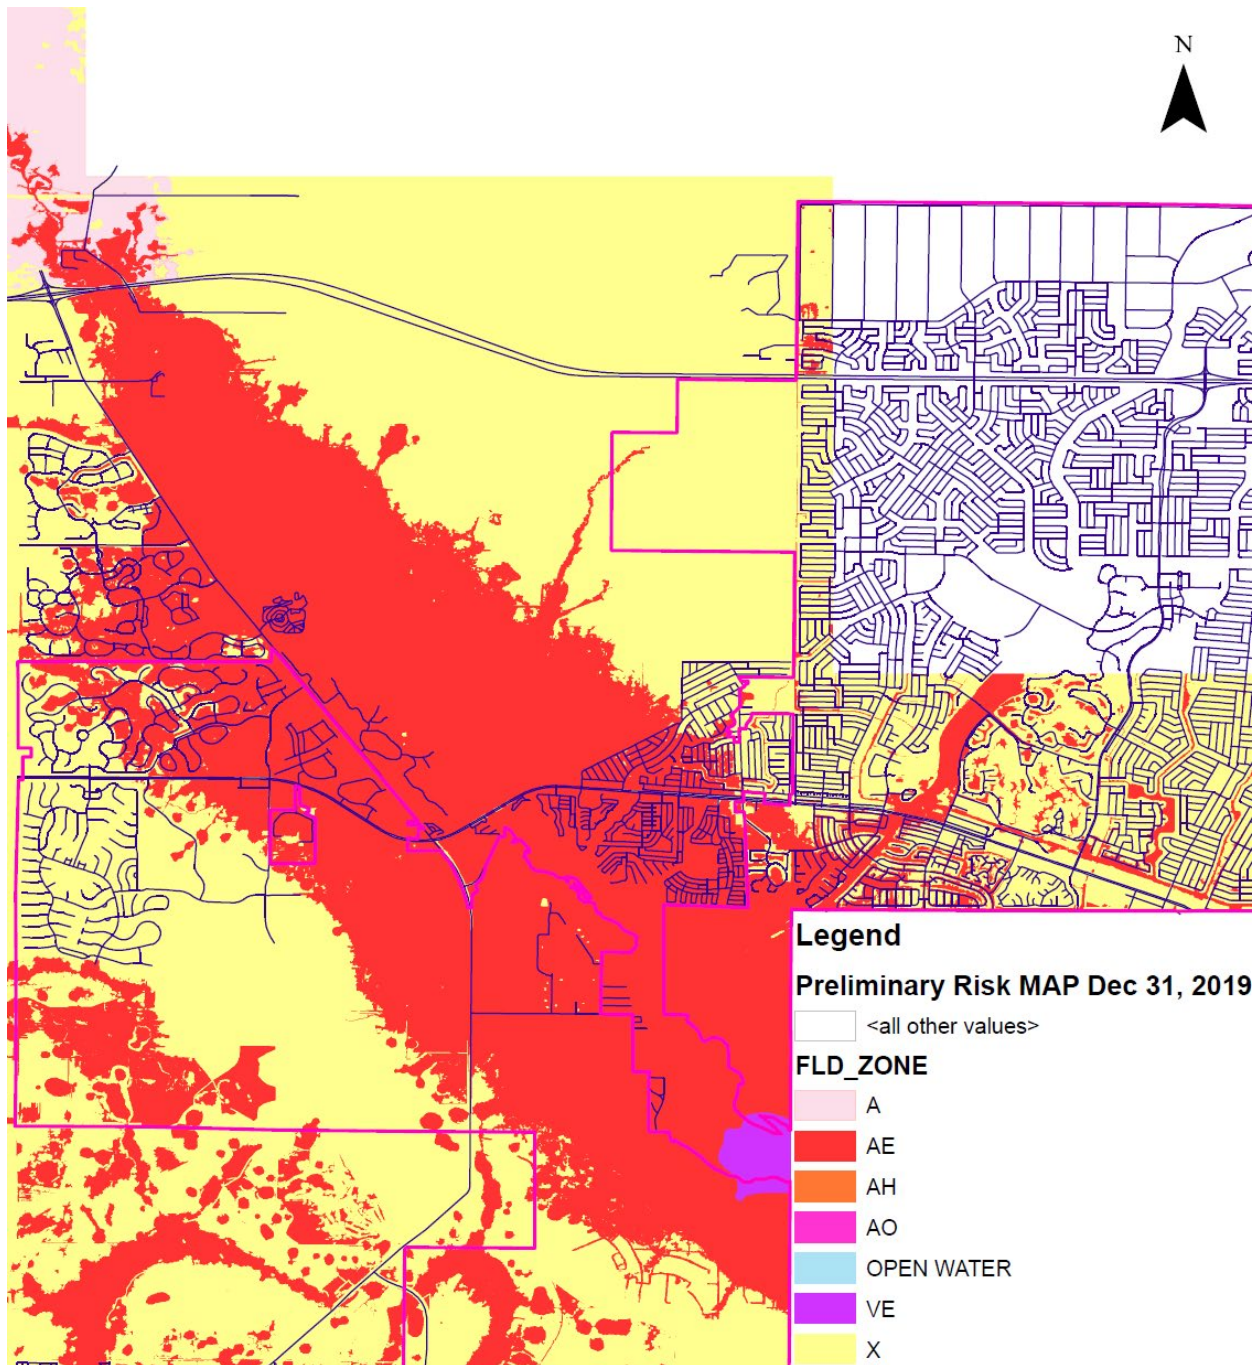 N
Legend
Preliminary Risk MAP Dec 31, 2019
<all other values>
FLD_ZONE
A
AE
AH
AO
OPEN WATER
VE
X